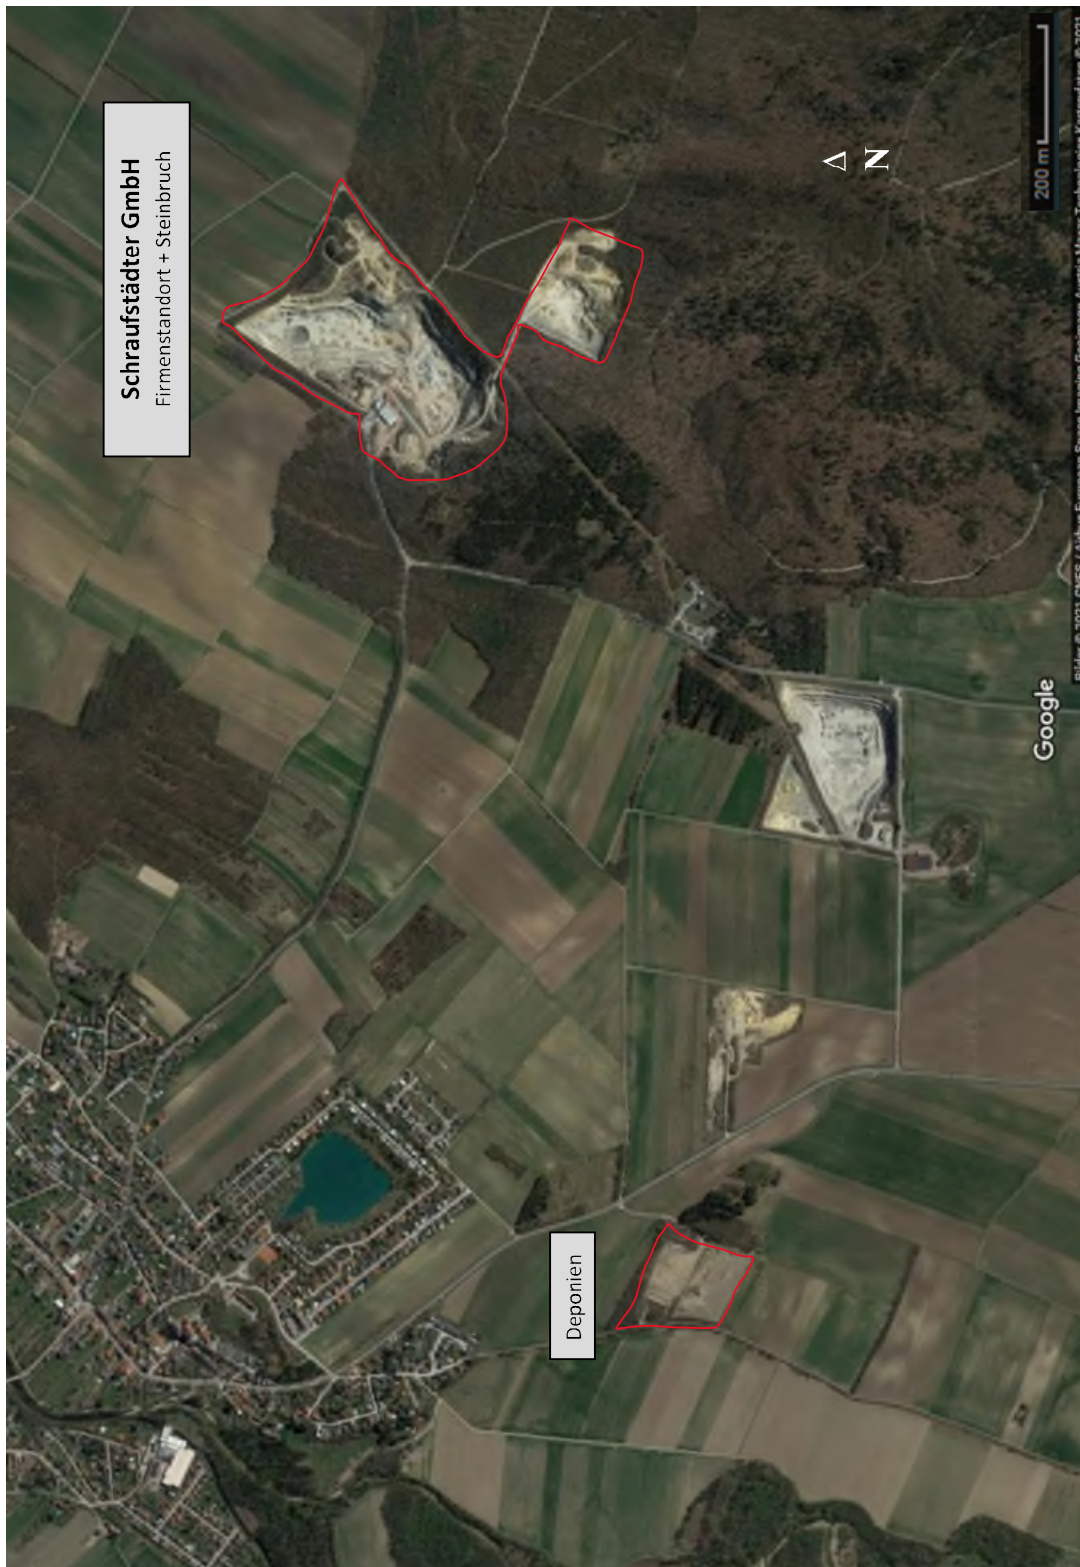 Schraufstädter GmbH
Firmenstandort + Steinbruch
Deponien
N
200 m
Google